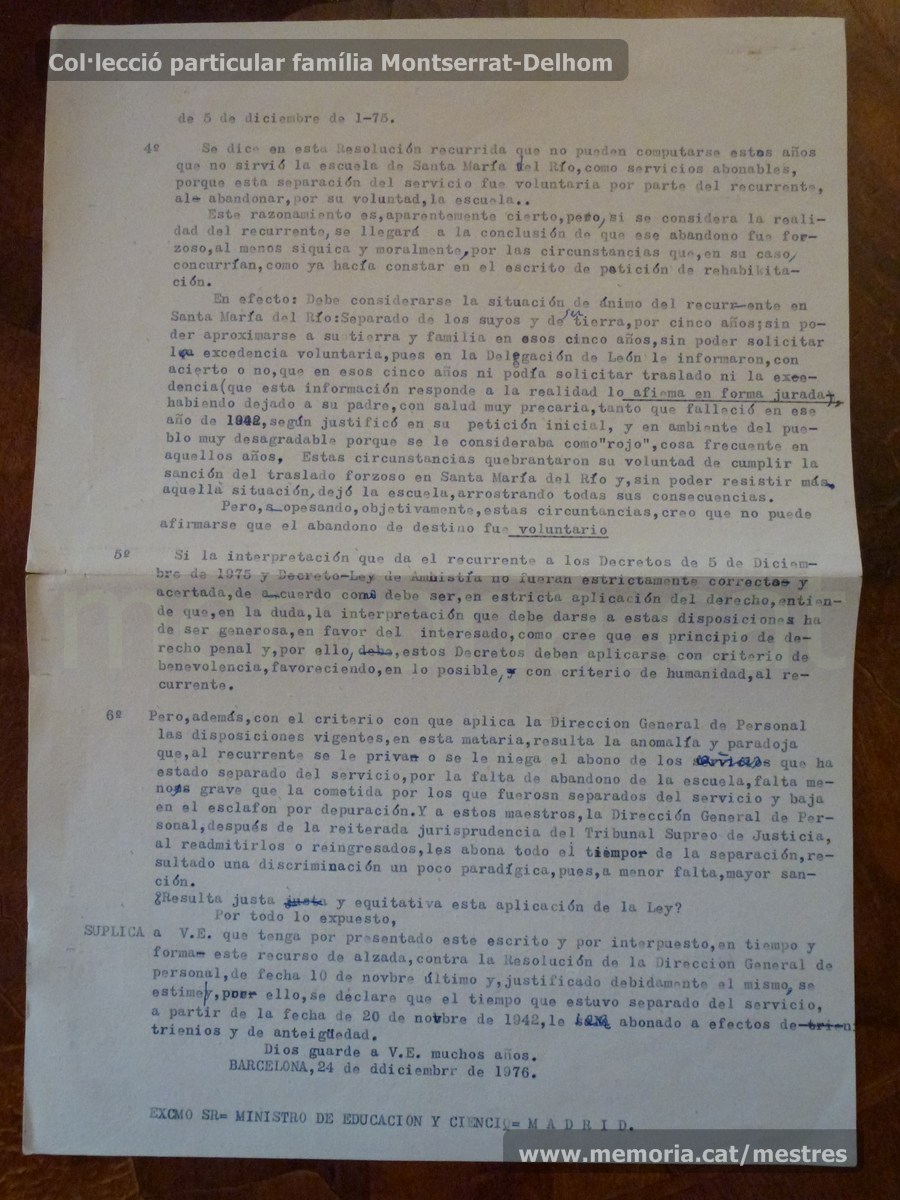 Col·lecció particular família Montserrat-Delhom
de 5 de diciembre de 1-75.
4º Se dice en esta Resolución recurrida que no pueden computarse estos años
que no sirvió la escuela de Santa María del Río,como servicios abonables,
porque esta separación del servicio fue voluntaria por parte del recurrente,
al abandonar,por su voluntad,la escuela..
Este razonamiento es,aparentemente cierto,pero,si se considera la reali-
dad del recurrente,se llegará a la conclusión de que ese abandono fue for-
zoso,al menos síquica y moralmente,por las circunstancias que,en su caso,
concurrían,como ya hacía constar en el escrito de petición de rehabikita-
ción.
En efecto: Debe considerarse la situación de ánimo del recurr-ente en
Santa María del Río:Separado de los suyos y de su tierra,por cinco años;sin po-
der aproximarse a su tierra y familia en esos cinco años,sin poder solicitar
la excedencia voluntaria,pues en la Delegación de León le informaron,con
acierto o no,que en esos cinco años ni podía solicitar traslado ni la exce-
dencia(que esta información responde a la realidad lo afirma en forma jurada),
habiendo dejado a su padre,con salud muy precaria,tanto que falleció en ese
año de 1942,según justificó en su petición inicial, y en ambiente del pue-
blo muy desagradable porque se le consideraba como"rojo",cosa frecuente en
aquellos años. Estas circunstancias quebrantaron su voluntad de cumplir la
sanción del traslado forzoso en Santa María del Río y,sin poder resistir más,
aquella situación,dejó la escuela,arrostrando todas sus consecuencias.
Pero,s_opesando,objetivamente,estas circuntancias,creo que no puede
afirmarse que el abandono de destino fue voluntario
5º Si la interpretación que da el recurrente a los Decretos de 5 de Diciem-
bre de 1975 y Decreto-Ley de Amnistía no fueran estrictamente correctas y
acertada,de a_cuerdo como debe ser,en estricta aplicación del derecho,entien-
de que,en la duda,la interpretación que debe darse a estas disposiciones ha
de ser generosa,en favor del interesado,como cree que es principio de de-
recho penal y,por ello,debe,estos Decretos deben aplicarse con criterio de
benevolencia,favoreciendo,en lo posible,y con criterio de humanidad,al re-
currente.
6º Pero,además,con el criterio con que aplica la Direccion General de Personal
las disposiciones vigentes,en esta mataria,resulta la anomalía y paradoja
que,al recurrente se le privan o se le niega el abono de los servicios que ha
estado separado del servicio,por la falta de abandono de la escuela,falta me-
nos grave que la cometida por los que fuerosn separados del servicio y baja
en el esclafon por depuración.Y a estos maestros,la Dirección General de Per-
sonal,después de la reiterada jurisprudencia del Tribunal Supreo de Justicia,
al readmitirlos o reingresados,les abona todo el tiempor de la separación,re-
sultado una discriminación un poco paradígica,pues,a menor falta,mayor san-
ción.
¿Resulta justa justa y equitativa esta aplicación de la Ley?
Por todo lo expuesto,
SUPLICA a V.E. que tenga por presentado este escrito y por interpuesto,en tiempo y
forma este recurso de alzada,contra la Resolución de la Direccion General de
personal,de fecha 10 de novbre último y,justificado debidamente el mismo,se
estime y,por ello,se declare que el tiempo que estuvo separado del servicio,
a partir de la fecha de 20 de novbre de 1942,le abonado a efectos de trieni
trienios y de anteigüedad.
Dios guarde a V.E. muchos años.
BARCELONA,24 de ddiciembrr de 1976.
EXCMO SR= MINISTRO DE EDUCACION Y CIENCIQ= M A D R I D.
www.memoria.cat/mestres